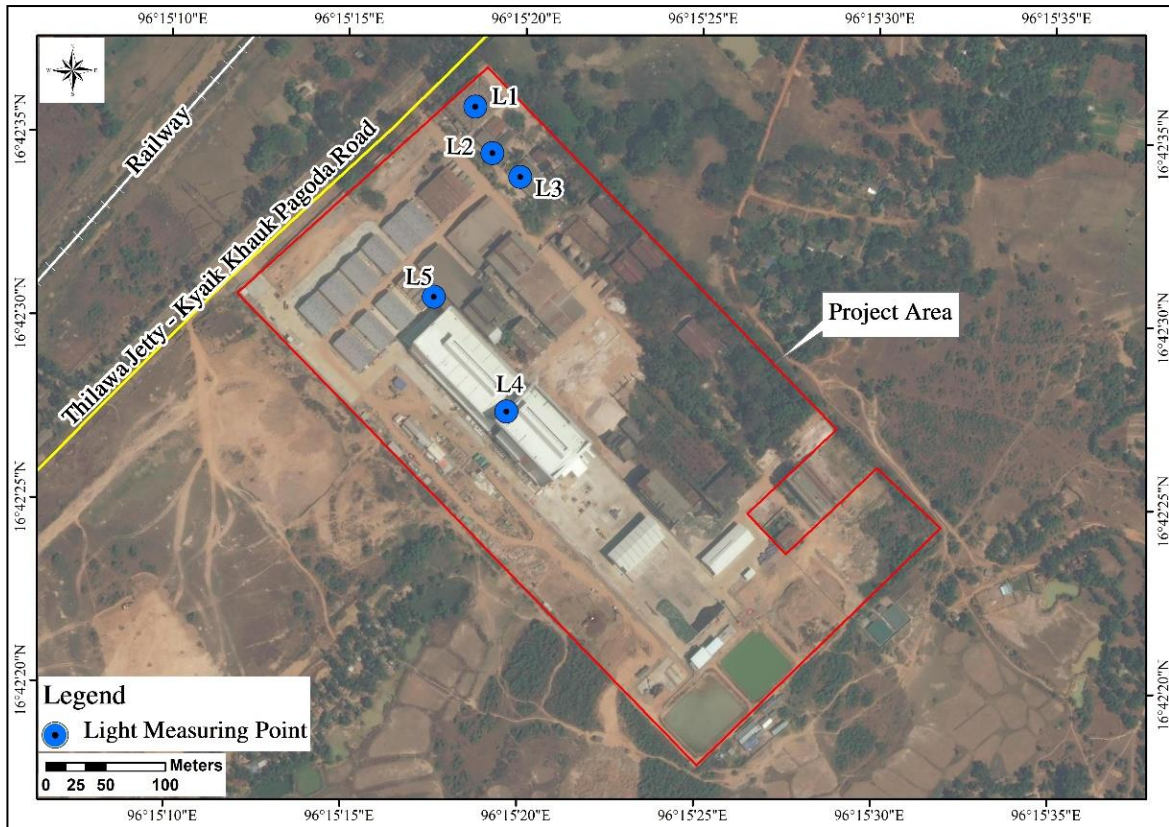 96°15'10"E 96°15'15"E 96°15'20"E 96°15'25"E 96°15'30"E 96°15'35"E
N
W E
S
L1
16°42'35"N
16°42'35"N
Railway
L2
L3
Thilawa Jetty - Kyaik Khauk Pagoda Road
L5
16°42'30"N
16°42'30"N
Project Area
L4
16°42'25"N
16°42'25"N
16°42'20"N
16°42'20"N
Legend
Light Measuring Point
Meters
0 25 50 100
96°15'10"E 96°15'15"E 96°15'20"E 96°15'25"E 96°15'30"E 96°15'35"E